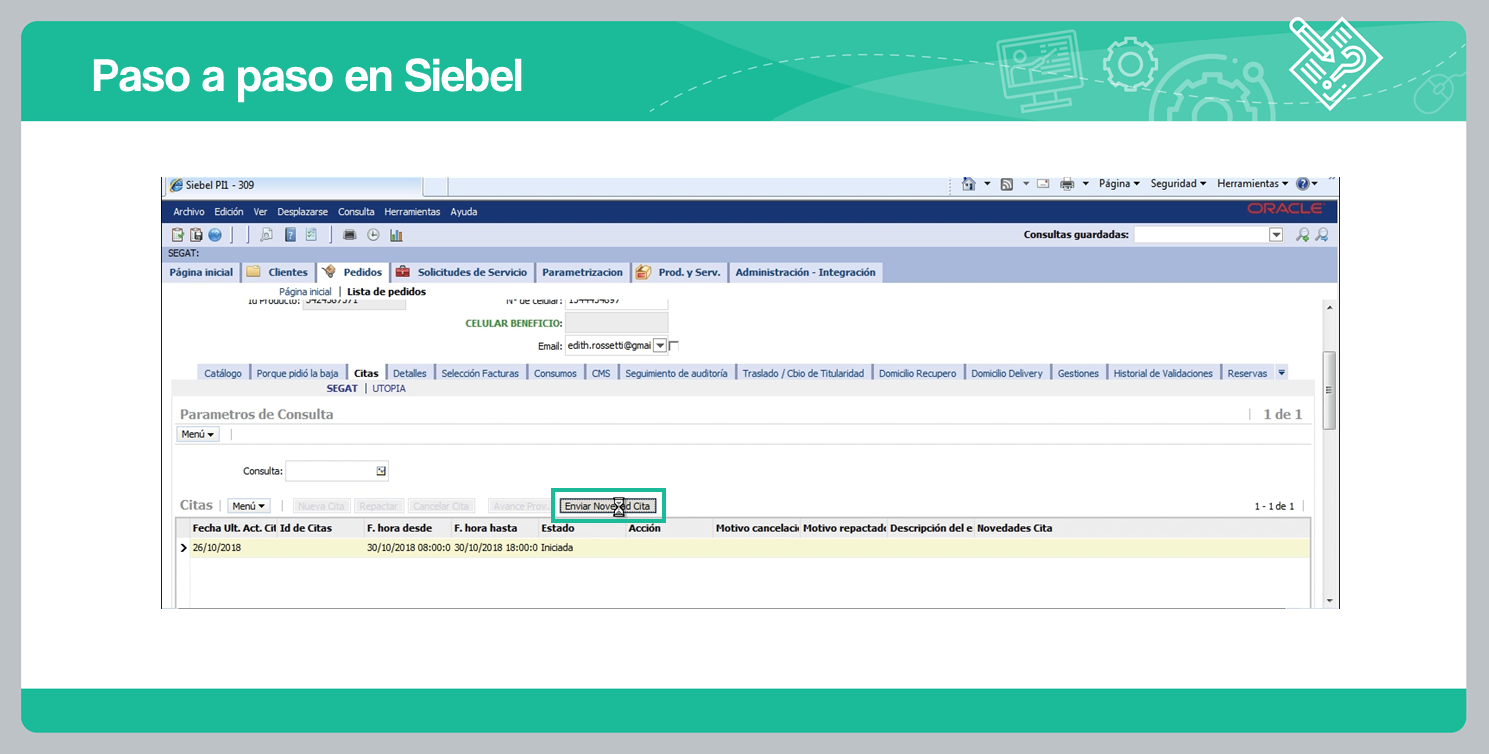 Paso a paso en Siebel
Siebel PI1 - 309
Página Seguridad Herramientas
Archivo Edición Ver Desplazarse Consulta Herramientas Ayuda
ORACLE
Consultas guardadas:
SEGAT:
Página inicial Clientes Pedidos Solicitudes de Servicio Parametrizacion Prod. y Serv. Administración - Integración
Página inicial | Lista de pedidos
Id Producto: N° de celular:
CELULAR BENEFICIO:
Email: edith.rossetti@gmai
Catálogo Porque pidió la baja Citas Detalles Selección Facturas Consumos CMS Seguimiento de auditoría Traslado / Cbio de Titularidad Domicilio Recupero Domicilio Delivery Gestiones Historial de Validaciones Reservas
SEGAT | UTOPIA
Parametros de Consulta 1 de 1
Menú
Consulta:
Citas Menú Nueva Cita Repactar Cancelar Cita Avance Prov. Enviar Novedad Cita 1 - 1 de 1
Fecha Ult. Act. Cit Id de Citas F. hora desde F. hora hasta Estado Acción Motivo cancelaci Motivo repactado Descripción del e Novedades Cita
26/10/2018 30/10/2018 08:00:0 30/10/2018 18:00:0 Iniciada